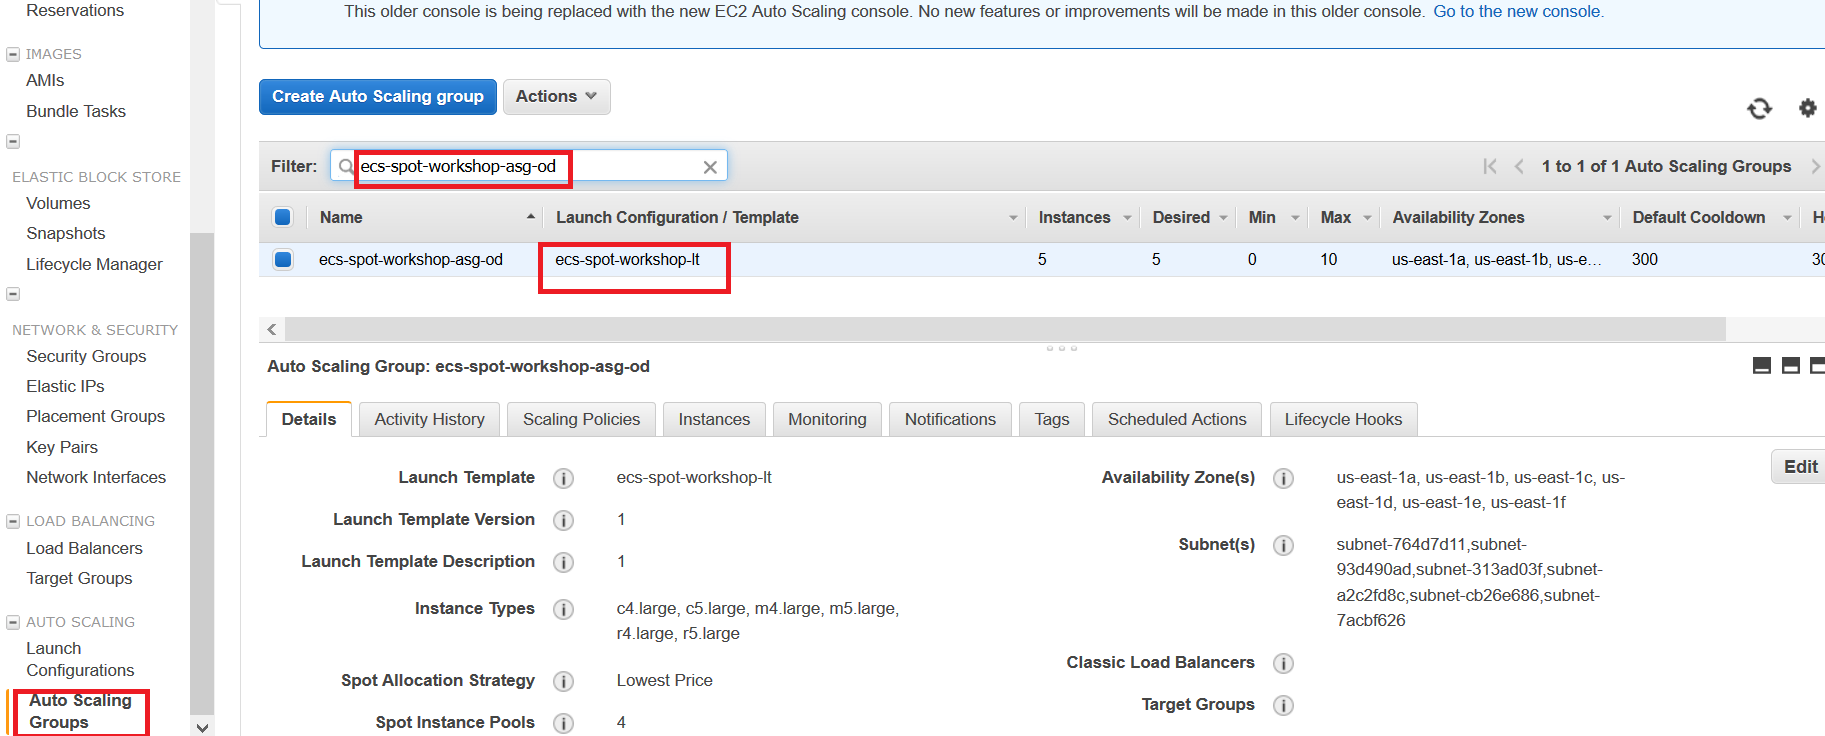 Reservations
IMAGES
AMIs
Bundle Tasks
ELASTIC BLOCK STORE
Volumes
Snapshots
Lifecycle Manager
NETWORK & SECURITY
Security Groups
Elastic IPs
Placement Groups
Key Pairs
Network Interfaces
LOAD BALANCING
Load Balancers
Target Groups
AUTO SCALING
Launch
Configurations
Auto Scaling
Groups
This older console is being replaced with the new EC2 Auto Scaling console. No new features or improvements will be made in this older console. Go to the new console.
Create Auto Scaling group Actions
Filter: ecs-spot-workshop-asg-od 1 to 1 of 1 Auto Scaling Groups
Name Launch Configuration / Template Instances Desired Min Max Availability Zones Default Cooldown
ecs-spot-workshop-asg-od ecs-spot-workshop-lt 5 5 0 10 us-east-1a, us-east-1b, us-e... 300
Auto Scaling Group: ecs-spot-workshop-asg-od
Details Activity History Scaling Policies Instances Monitoring Notifications Tags Scheduled Actions Lifecycle Hooks
Edit
Launch Template ecs-spot-workshop-lt
Launch Template Version 1
Launch Template Description 1
Instance Types c4.large, c5.large, m4.large, m5.large,
r4.large, r5.large
Spot Allocation Strategy Lowest Price
Spot Instance Pools 4
Availability Zone(s) us-east-1a, us-east-1b, us-east-1c, us-
east-1d, us-east-1e, us-east-1f
Subnet(s) subnet-764d7d11,subnet-
93d490ad,subnet-313ad03f,subnet-
a2c2fd8c,subnet-cb26e686,subnet-
7acbf626
Classic Load Balancers
Target Groups